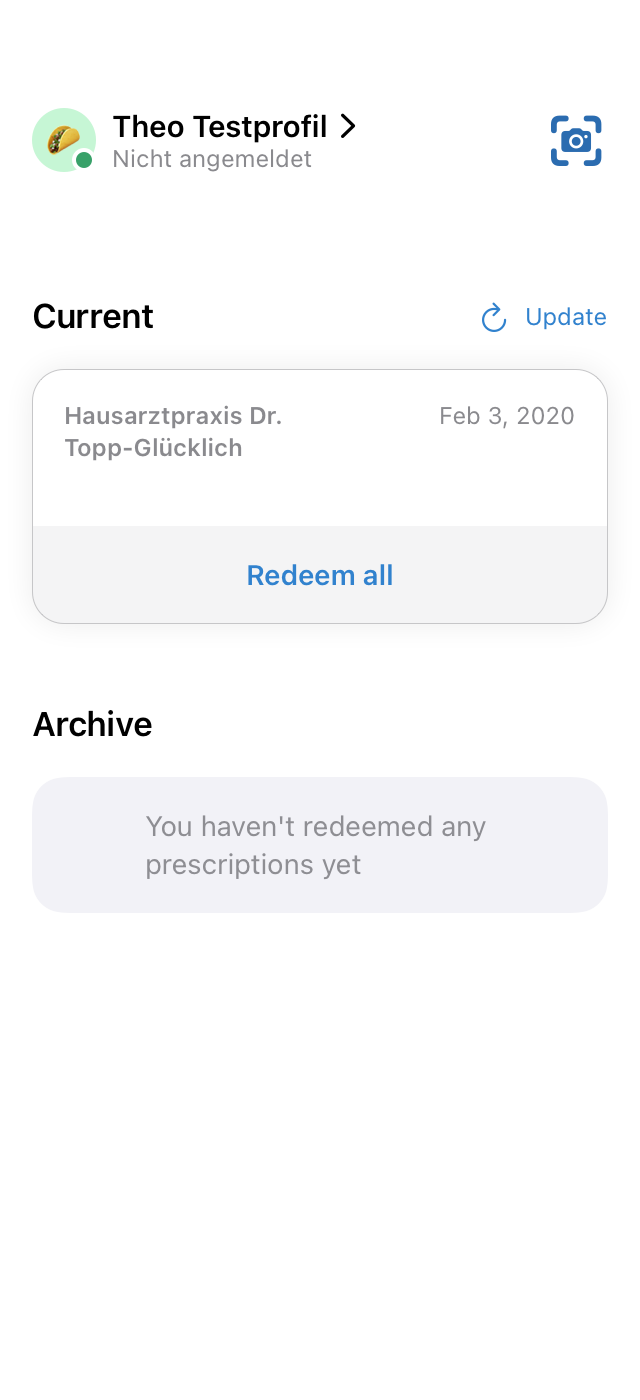 Theo Testprofil
Nicht angemeldet
Current
Update
Hausarztpraxis Dr.
Topp-Glücklich
Feb 3, 2020
Redeem all
Archive
You haven't redeemed any
prescriptions yet